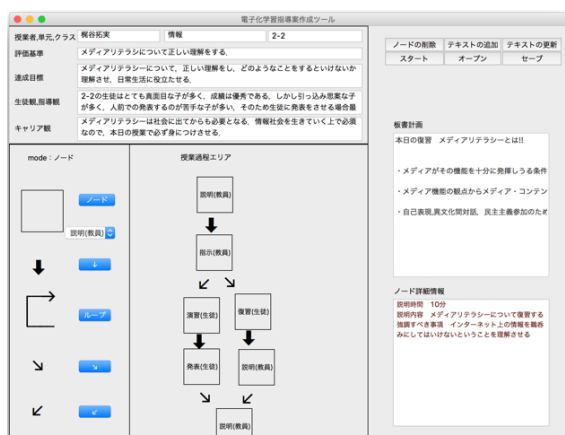 電子化学習指導案作成ツール
授業者,単元,クラス 梶谷拓実 情報 2-2
評価基準 メディアリテラシについて正しい理解をする.
達成目標 メディアリテラシーについて, 正しい理解をし, どのようなことをするといけないか
理解させ, 日常生活に役立たせる.
生徒観,指導観 2-2の生徒はとても真面目な子が多く, 成績は優秀である. しかし引っ込み思案な子
が多く, 人前での発表するのが苦手な子が多い, そのため生徒に発表をさせる場合最
キャリア観 メディアリテラシーは社会に出てからも必要となる. 情報社会を生きていく上で必須
なので, 本日の授業で必ず身につけさせる.
ノードの削除 テキストの追加 テキストの更新
スタート オープン セーブ
mode : ノード
ノード
説明(教員)
↓
ループ
↘
↙
授業過程エリア
説明(教員)
指示(教員)
演習(生徒) 復習(生徒)
発表(生徒) 説明(教員)
説明(教員)
板書計画
本日の復習 メディアリテラシーとは!!
・メディアがその機能を十分に発揮しうる条件
・メディア機能の観点からメディア・コンテン
・自己表現,異文化間対話, 民主主義参加のため
ノード詳細情報
説明時間 10分
説明内容 メディアリテラシーについて復習する
強調すべき事項 インターネット上の情報を鵜呑
みにしてはいけないということを理解させる